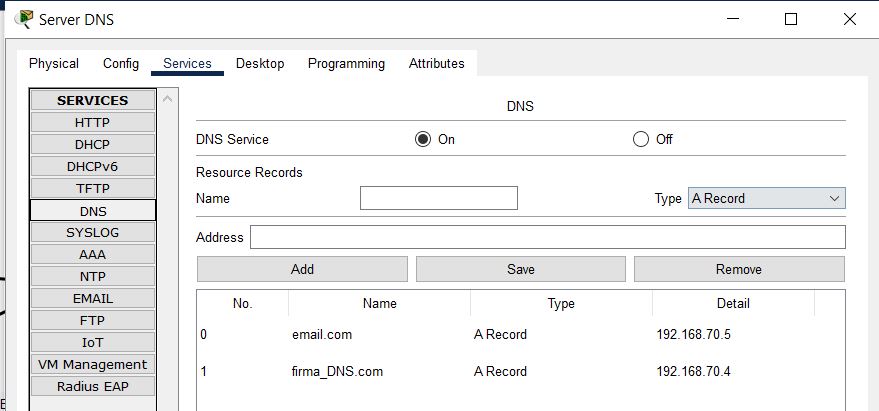 Server DNS
Physical Config Services Desktop Programming Attributes
SERVICES
HTTP
DHCP
DHCPv6
TFTP
DNS
SYSLOG
AAA
NTP
EMAIL
FTP
IoT
VM Management
Radius EAP
DNS
DNS Service On Off
Resource Records
Name Type A Record
Address
Add Save Remove
No. Name Type Detail
0 email.com A Record 192.168.70.5
1 firma_DNS.com A Record 192.168.70.4